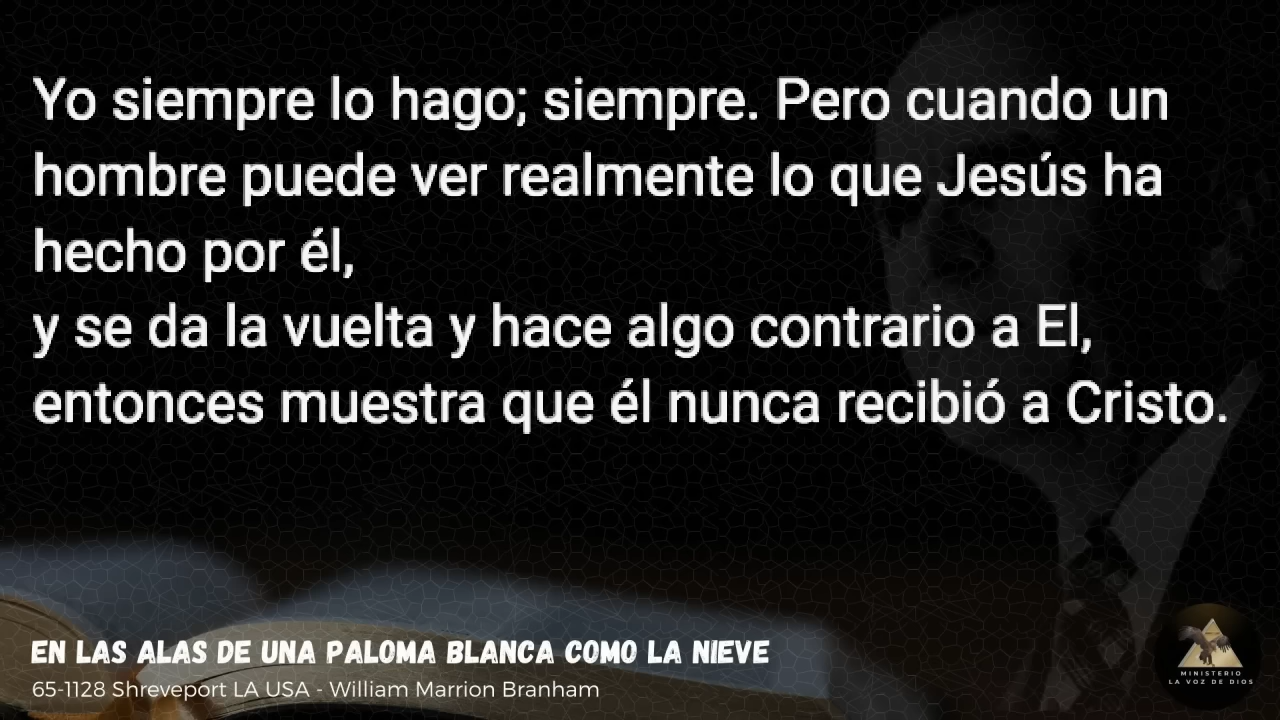 Yo siempre lo hago; siempre. Pero cuando un
hombre puede ver realmente lo que Jesús ha
hecho por él,
y se da la vuelta y hace algo contrario a El,
entonces muestra que él nunca recibió a Cristo.
EN LAS ALAS DE UNA PALOMA BLANCA COMO LA NIEVE
65-1128 Shreveport LA USA - William Marrion Branham
MINISTERIO
LA VOZ DE DIOS